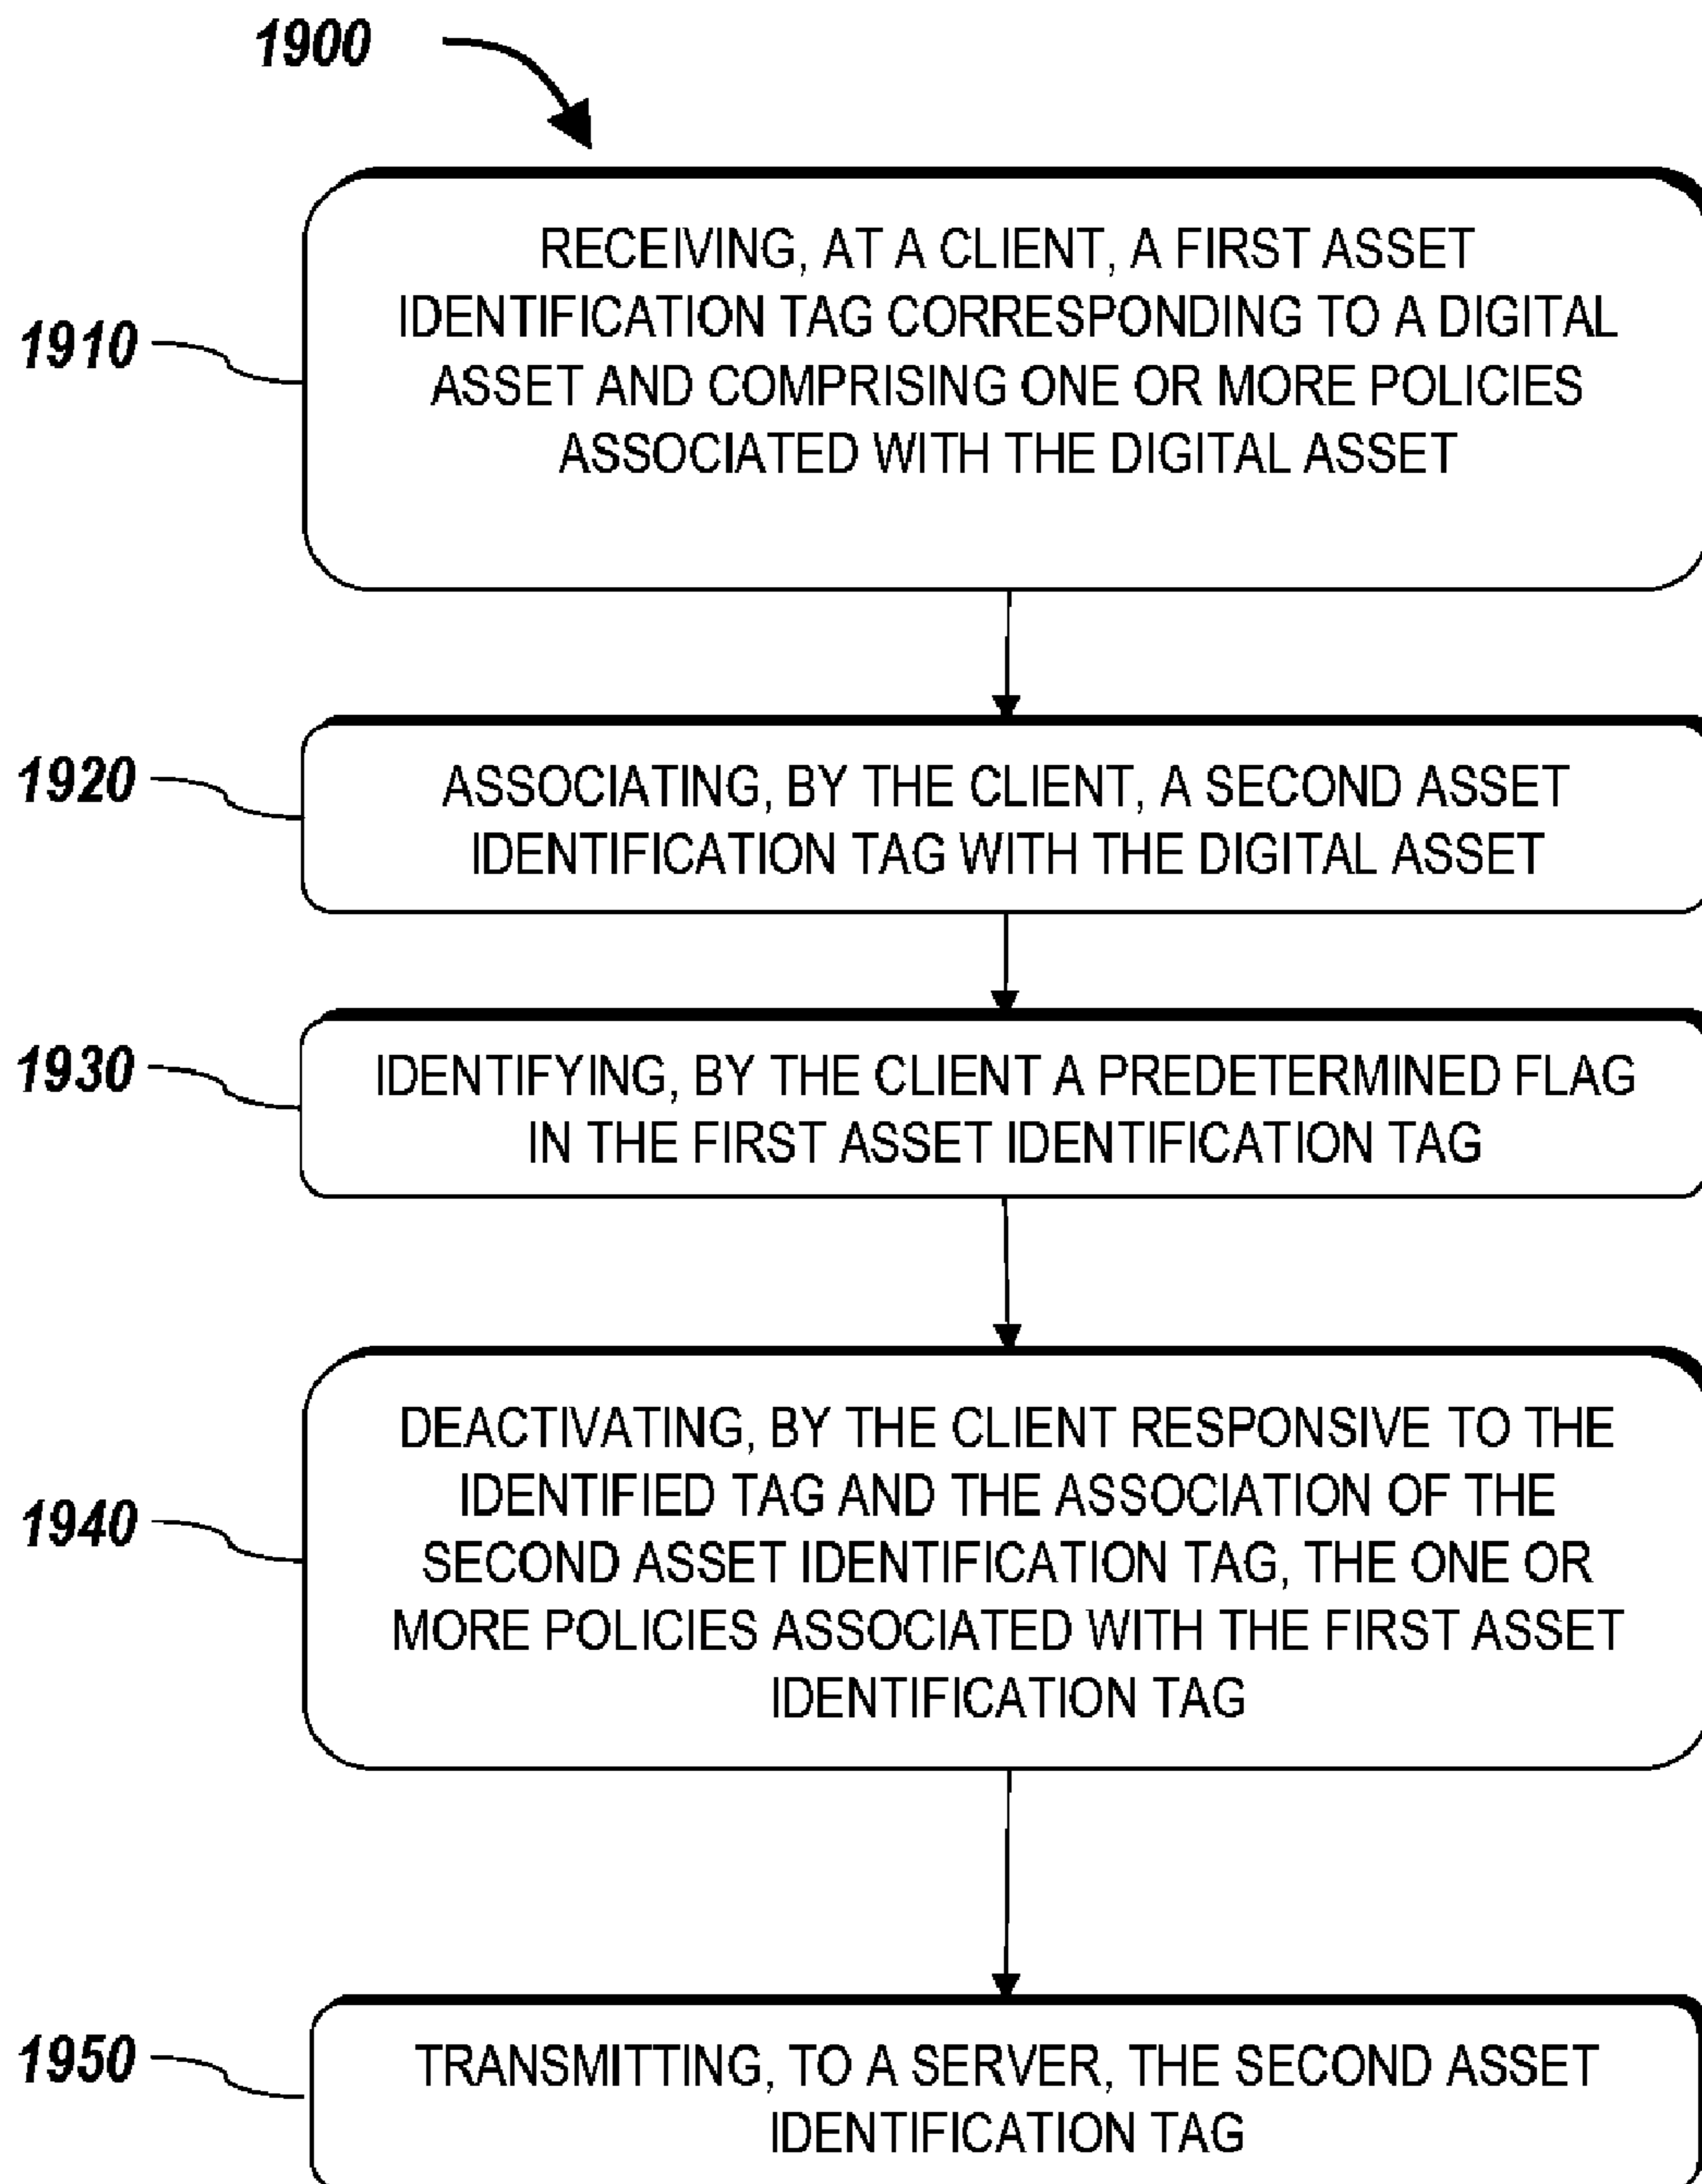 1900
1910
RECEIVING, AT A CLIENT, A FIRST ASSET
IDENTIFICATION TAG CORRESPONDING TO A DIGITAL
ASSET AND COMPRISING ONE OR MORE POLICIES
ASSOCIATED WITH THE DIGITAL ASSET
1920
ASSOCIATING, BY THE CLIENT, A SECOND ASSET
IDENTIFICATION TAG WITH THE DIGITAL ASSET
1930
IDENTIFYING, BY THE CLIENT A PREDETERMINED FLAG
IN THE FIRST ASSET IDENTIFICATION TAG
1940
DEACTIVATING, BY THE CLIENT RESPONSIVE TO THE
IDENTIFIED TAG AND THE ASSOCIATION OF THE
SECOND ASSET IDENTIFICATION TAG, THE ONE OR
MORE POLICIES ASSOCIATED WITH THE FIRST ASSET
IDENTIFICATION TAG
1950
TRANSMITTING, TO A SERVER, THE SECOND ASSET
IDENTIFICATION TAG